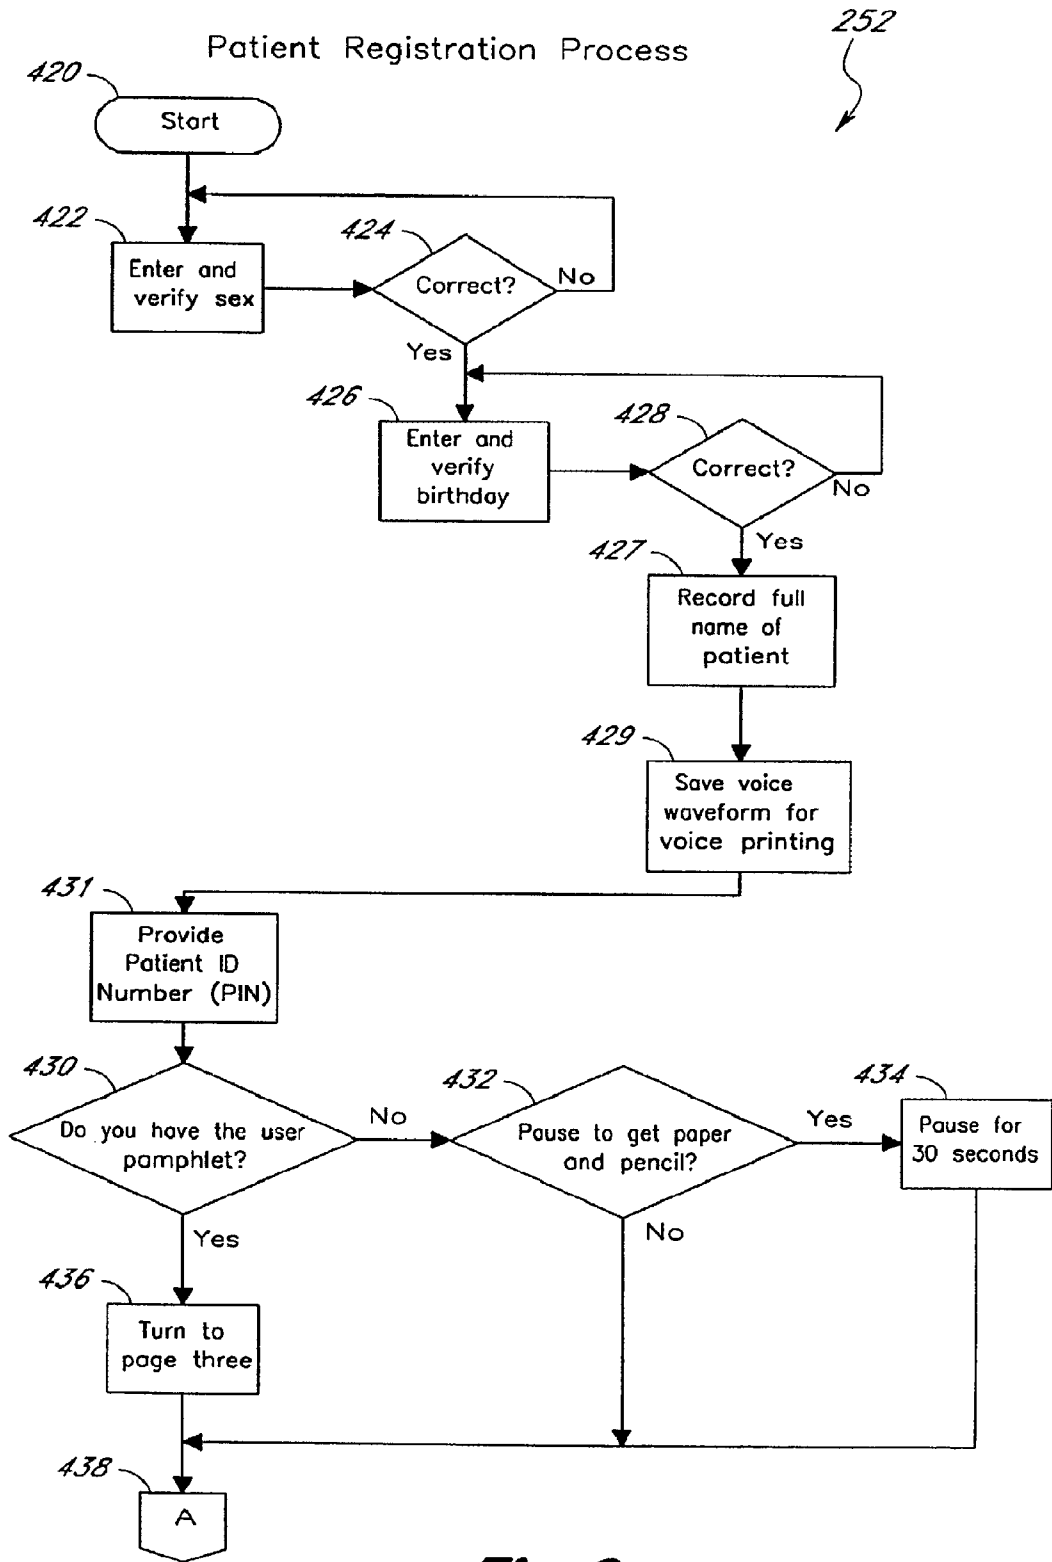 252
Patient Registration Process
420
Start
422
Enter and
verify sex
424
Correct?
No
Yes
426
Enter and
verify
birthday
428
Correct?
No
Yes
427
Record full
name of
patient
429
Save voice
waveform for
voice printing
431
Provide
Patient ID
Number (PIN)
430
Do you have the user
pamphlet?
No
432
Pause to get paper
and pencil?
Yes
434
Pause for
30 seconds
No
Yes
436
Turn to
page three
438
A